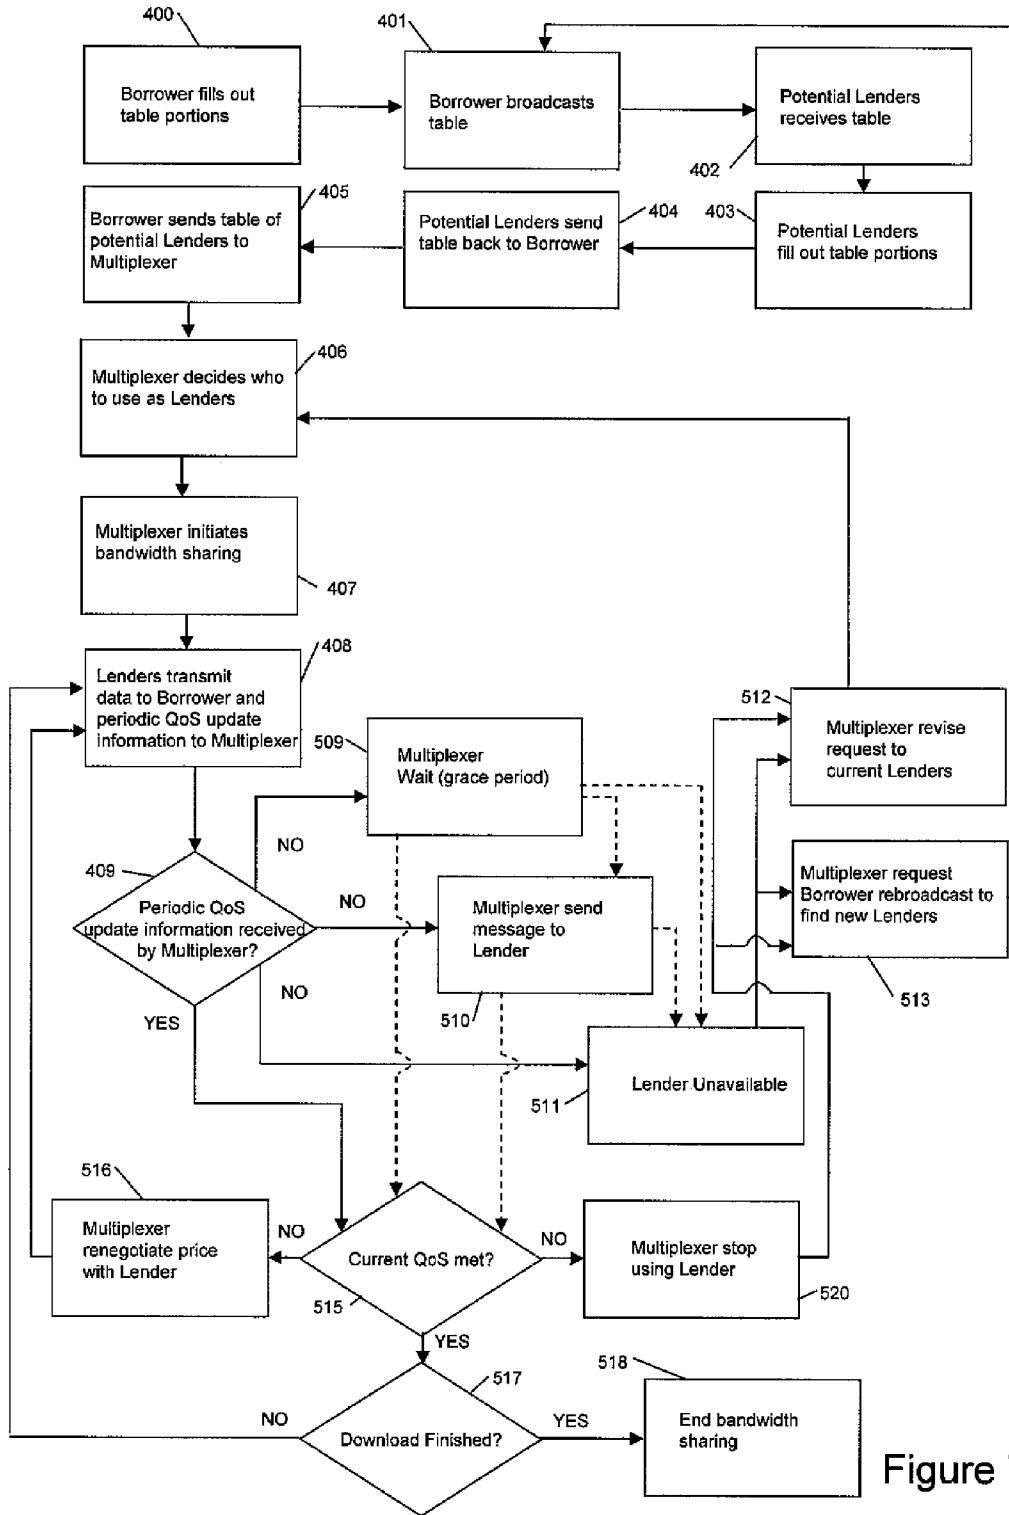 400
Borrower fills out
table portions
401
Borrower broadcasts
table
Potential Lenders
receives table
402
405
Borrower sends table of
potential Lenders to
Multiplexer
Potential Lenders send
table back to Borrower
404
403
Potential Lenders
fill out table portions
406
Multiplexer decides who
to use as Lenders
Multiplexer initiates
bandwidth sharing
407
408
Lenders transmit
data to Borrower and
periodic QoS update
information to Multiplexer
509
Multiplexer
Wait (grace period)
512
Multiplexer revise
request to
current Lenders
NO
409
Periodic QoS
update information received
by Multiplexer?
NO
Multiplexer send
message to
Lender
510
Multiplexer request
Borrower rebroadcast to
find new Lenders
513
NO
YES
Lender Unavailable
511
516
Multiplexer
renegotiate price
with Lender
NO
Current QoS met?
515
NO
Multiplexer stop
using Lender
520
YES
517
Download Finished?
NO
YES
518
End bandwidth
sharing
Figure